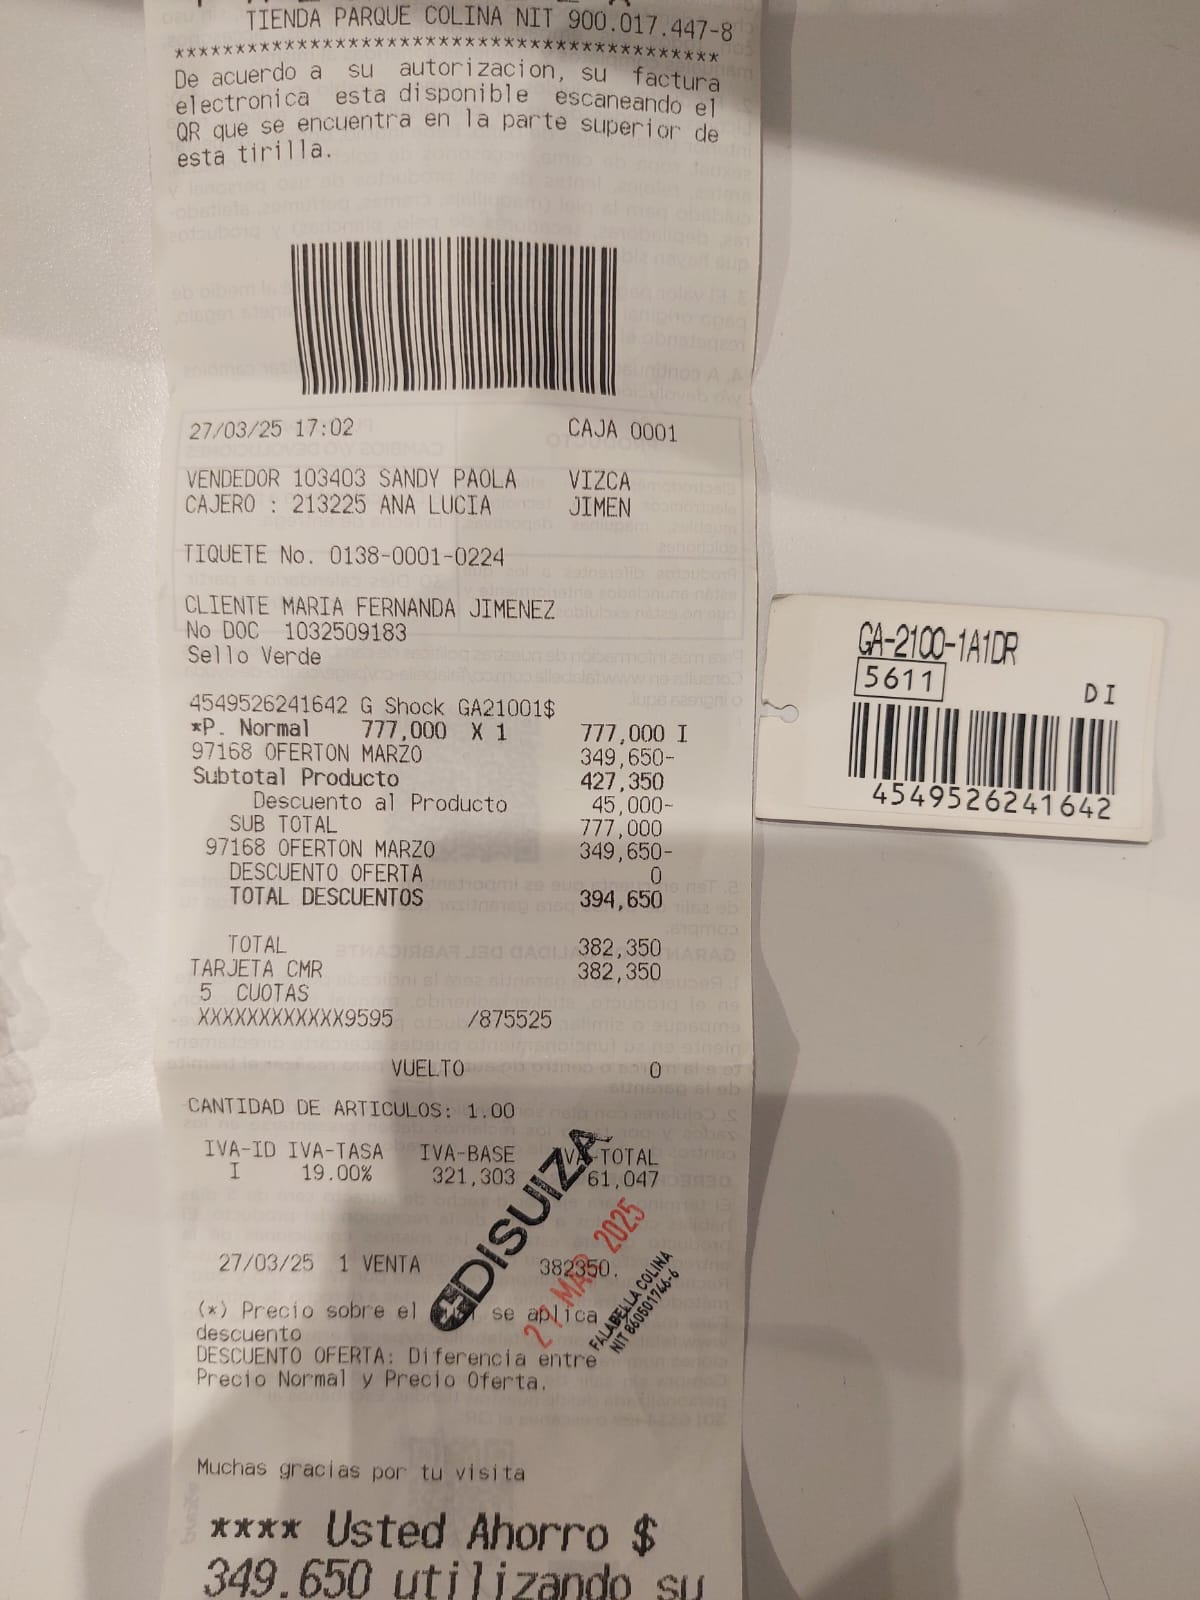 TIENDA PARQUE COLINA NIT 900.017.447-8
*********************************************
De acuerdo a su autorizacion, su factura
electronica esta disponible escaneando el
QR que se encuentra en la parte superior de
esta tirilla.
27/03/25 17:02 CAJA 0001
VENDEDOR 103403 SANDY PAOLA VIZCA
CAJERO : 213225 ANA LUCIA JIMEN
TIQUETE No. 0138-0001-0224
CLIENTE MARIA FERNANDA JIMENEZ
No DOC 1032509183
Sello Verde
4549526241642 G Shock GA21001$
*P. Normal 777,000 X 1 777,000 I
97168 OFERTON MARZO 349,650-
Subtotal Producto 427,350
Descuento al Producto 45,000-
SUB TOTAL 777,000
97168 OFERTON MARZO 349,650-
DESCUENTO OFERTA 0
TOTAL DESCUENTOS 394,650
TOTAL 382,350
TARJETA CMR 382,350
5 CUOTAS
XXXXXXXXXXXX9595 /875525
VUELTO 0
CANTIDAD DE ARTICULOS: 1.00
IVA-ID IVA-TASA IVA-BASE IVA-TOTAL
I 19.00% 321,303 61,047
27/03/25 1 VENTA 382350.
(*) Precio sobre el se aplica
descuento
DESCUENTO OFERTA: Diferencia entre
Precio Normal y Precio Oferta.
DISUIZA
27 MAR 2025
FALABELLA COLINA
NIT 860501746-6
Muchas gracias por tu visita
**** Usted Ahorro $
349.650 utilizando su
GA-2100-1A1DR
5611 DI
4549526241642